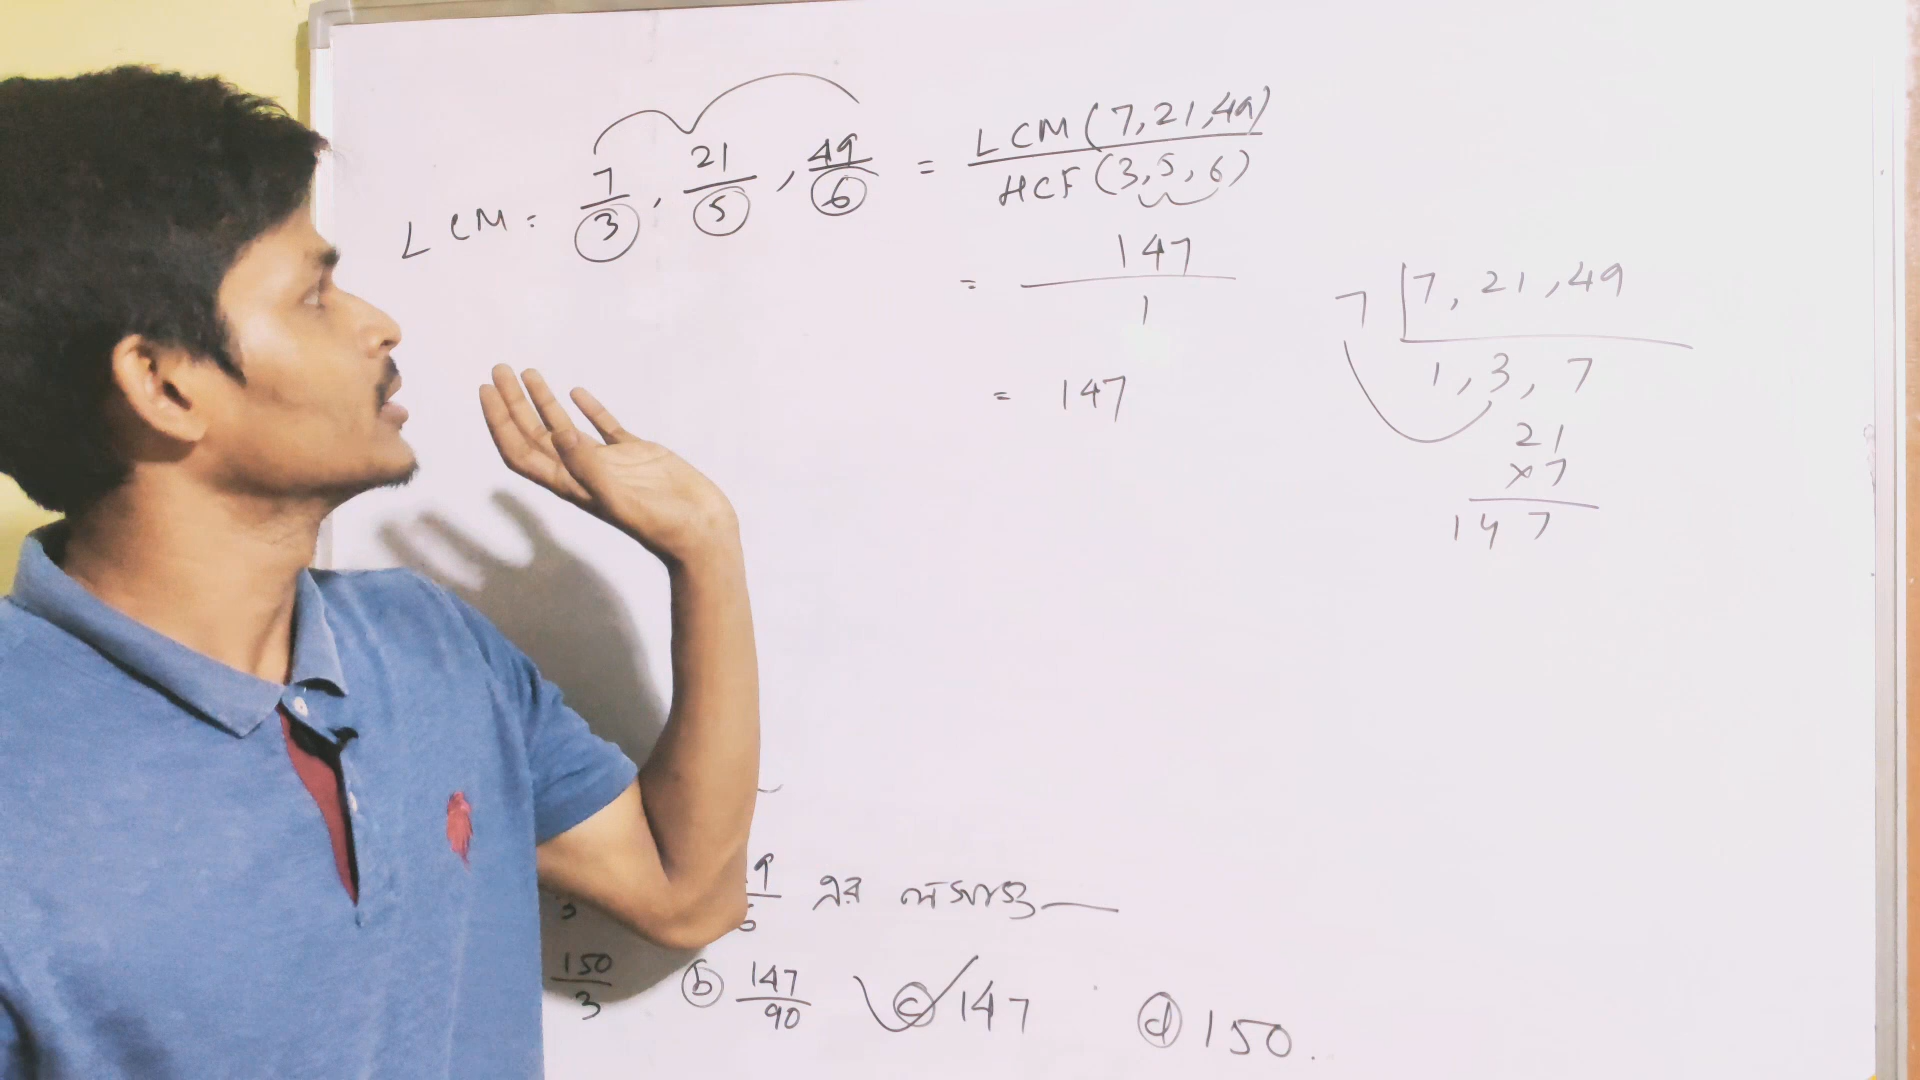 LCM = 7/3 , 21/5 , 49/6 = LCM (7,21,49) / HCF (3,5,6)
= 147 / 1
= 147
7 | 7, 21, 49
1, 3, 7
21
×7
147
এর লসাগু —
150/3 (b) 147/90 (c) 147 (d) 150.